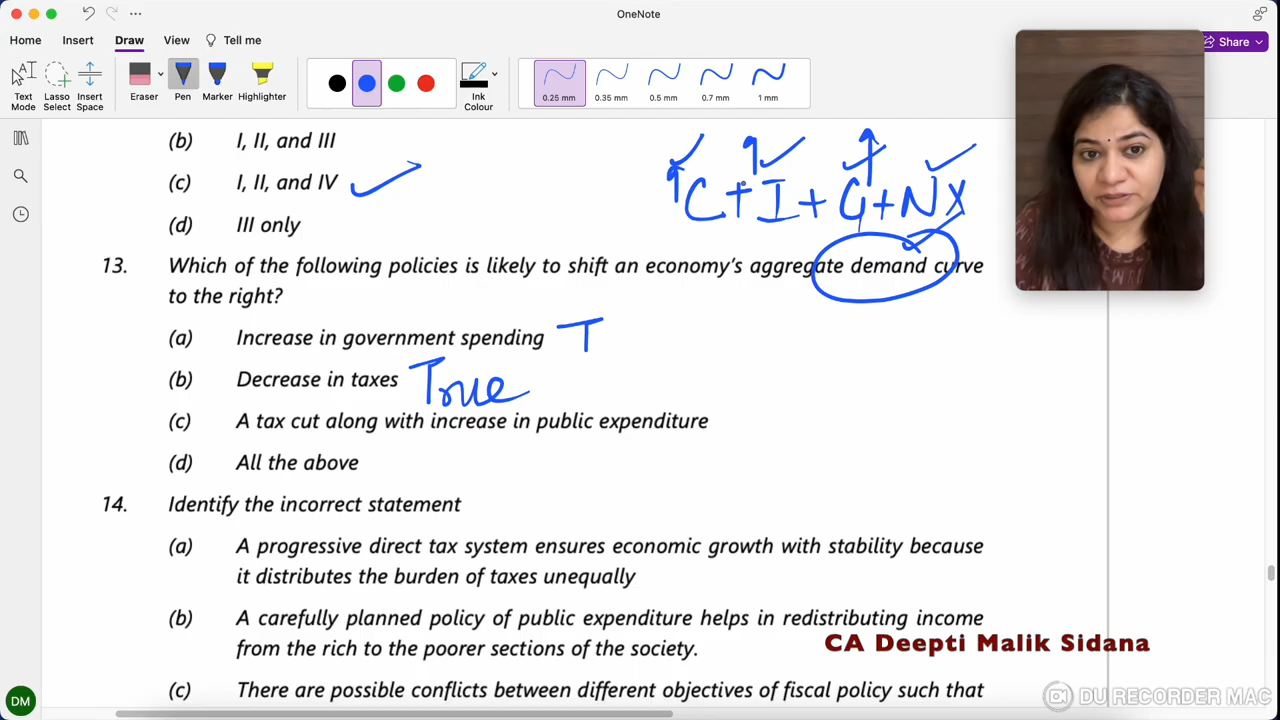 OneNote
Home Insert Draw View Tell me
Share
Text Mode
Lasso Select
Insert Space
Eraser
Pen
Marker
Highlighter
Ink Colour
0.25 mm 0.35 mm 0.5 mm 0.7 mm 1 mm
(b) I, II, and III
(c) I, II, and IV
C + I + G + NX
(d) III only
13. Which of the following policies is likely to shift an economy's aggregate demand curve
to the right?
(a) Increase in government spending T
(b) Decrease in taxes True
(c) A tax cut along with increase in public expenditure
(d) All the above
14. Identify the incorrect statement
(a) A progressive direct tax system ensures economic growth with stability because
it distributes the burden of taxes unequally
(b) A carefully planned policy of public expenditure helps in redistributing income
from the rich to the poorer sections of the society.
CA Deepti Malik Sidana
(c) There are possible conflicts between different objectives of fiscal policy such that
DM
DU RECORDER MAC